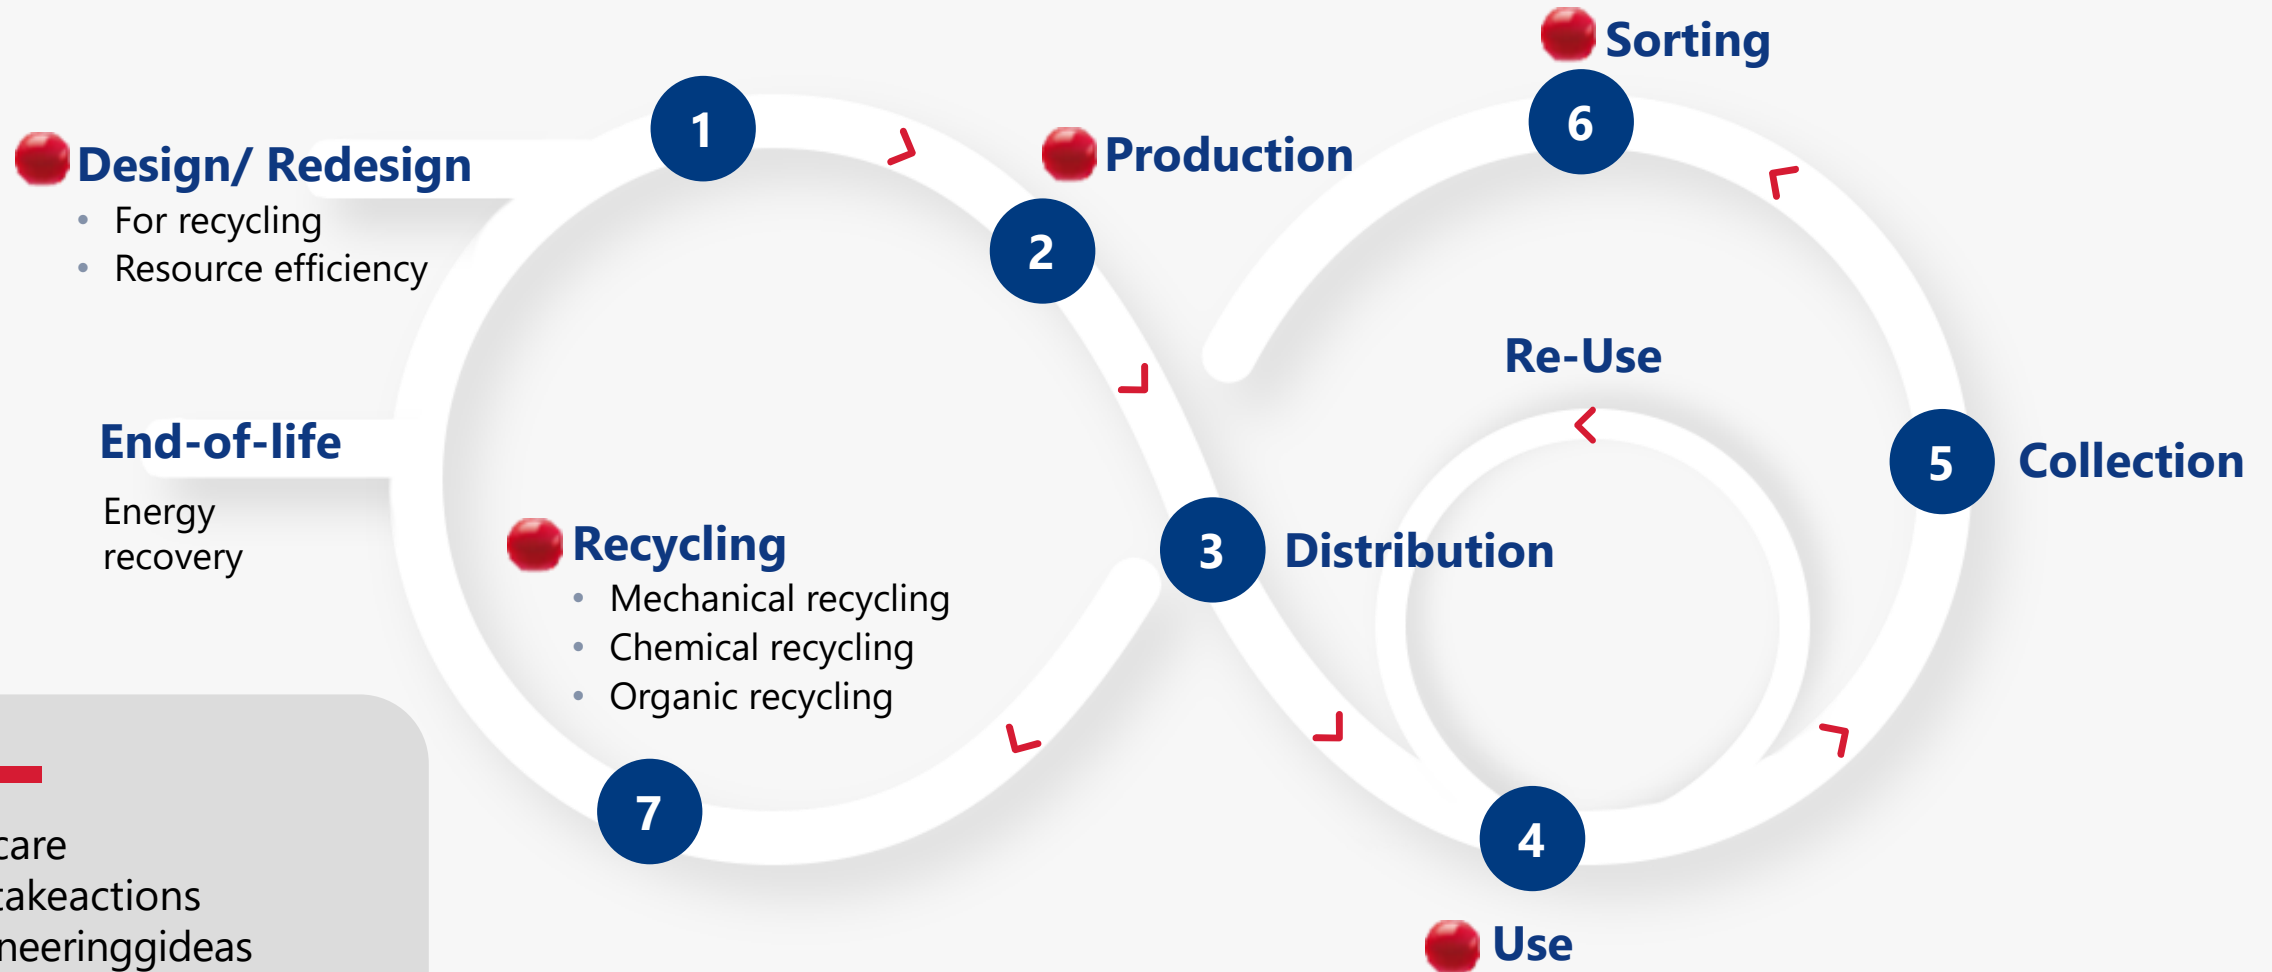 Sorting
6
1
Production
Design/ Redesign
• For recycling
• Resource efficiency
2
Re-Use
End-of-life
5
Collection
Energy
recovery
Recycling
3
Distribution
• Mechanical recycling
• Chemical recycling
• Organic recycling
7
4
care
takeactions
neeringgideas
Use